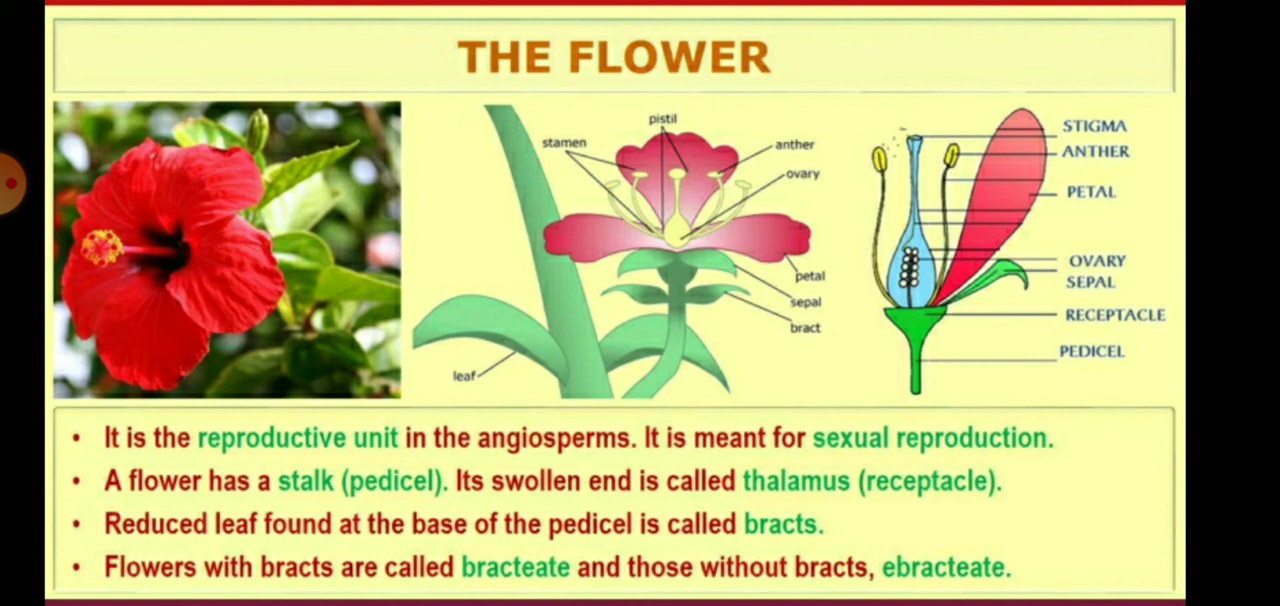 THE FLOWER
pistil
stamen
anther
ovary
petal
sepal
bract
leaf
STIGMA
ANTHER
PETAL
OVARY
SEPAL
RECEPTACLE
PEDICEL
• It is the reproductive unit in the angiosperms. It is meant for sexual reproduction.
• A flower has a stalk (pedicel). Its swollen end is called thalamus (receptacle).
• Reduced leaf found at the base of the pedicel is called bracts.
• Flowers with bracts are called bracteate and those without bracts, ebracteate.